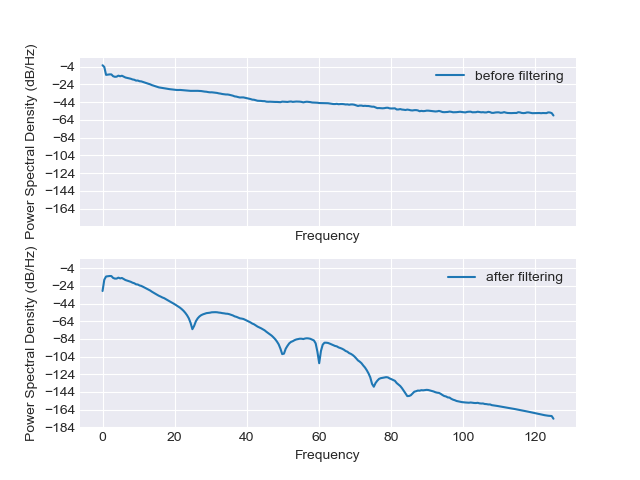 Power Spectral Density (dB/Hz)
−4
−24
−44
−64
−84
−104
−124
−144
−164
before filtering
Frequency
Power Spectral Density (dB/Hz)
−4
−24
−44
−64
−84
−104
−124
−144
−164
−184
after filtering
0 20 40 60 80 100 120
Frequency